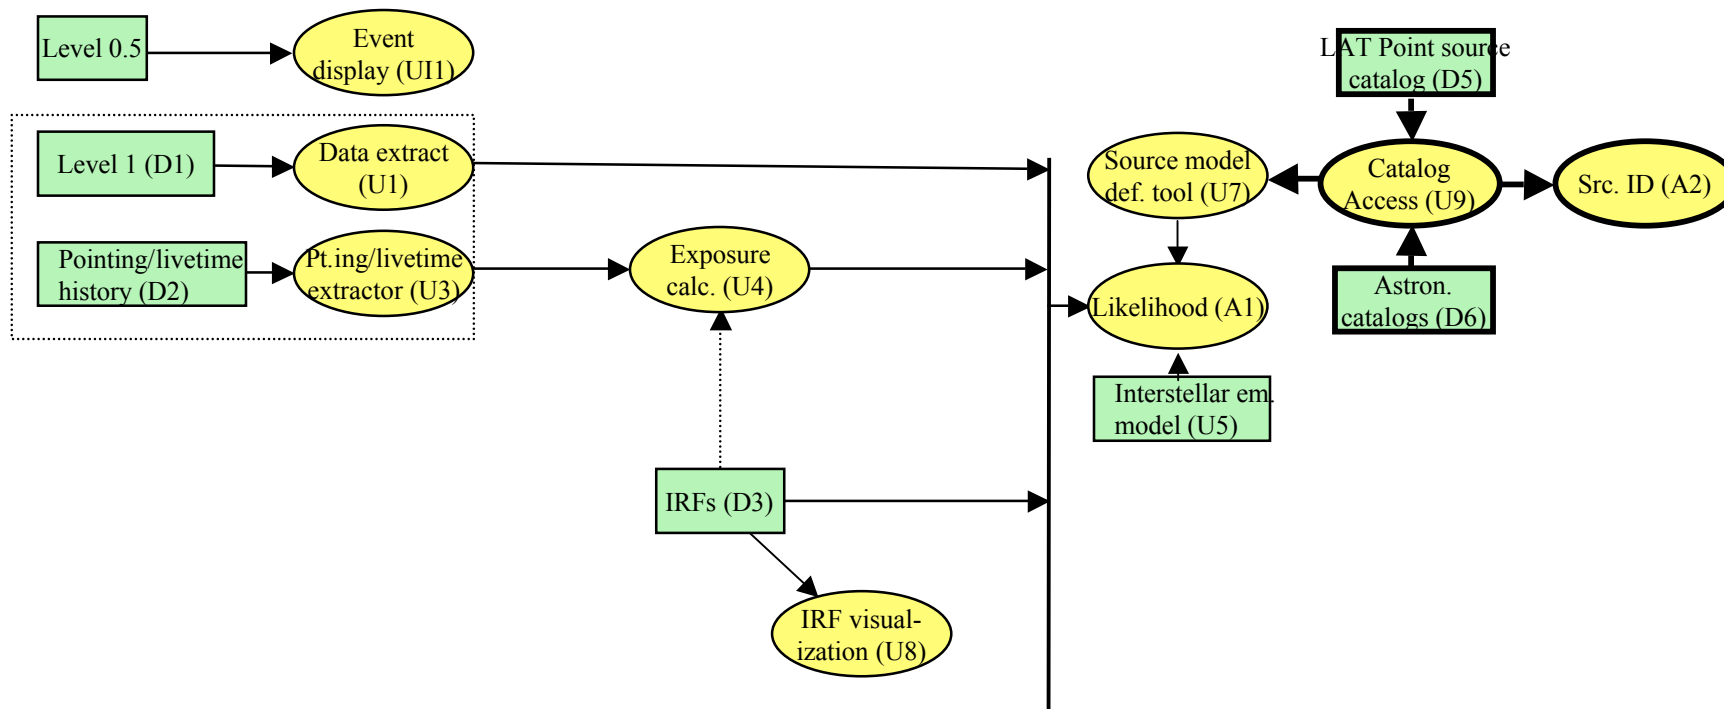 Level 0.5
Event
display (UI1)
LAT Point source
catalog (D5)
Level 1 (D1)
Data extract
(U1)
Source model
def. tool (U7)
Catalog
Access (U9)
Src. ID (A2)
Pointing/livetime
history (D2)
Pt.ing/livetime
extractor (U3)
Exposure
calc. (U4)
Likelihood (A1)
Astron.
catalogs (D6)
Interstellar em.
model (U5)
IRFs (D3)
IRF visual-
ization (U8)